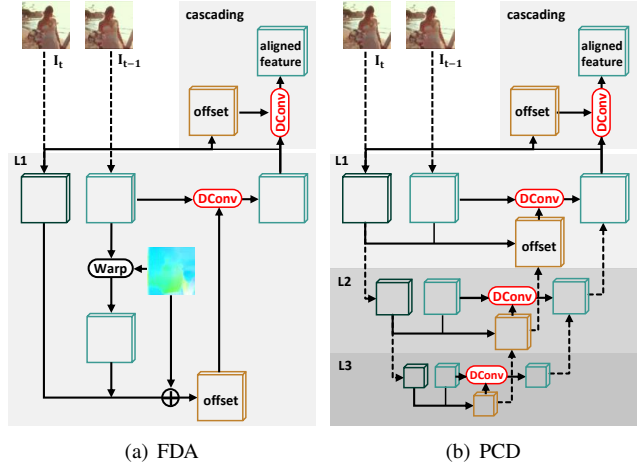 cascading
I_t
I_{t-1}
aligned
feature
offset
DConv
L1
DConv
Warp
offset
(a) FDA
cascading
I_t
I_{t-1}
aligned
feature
offset
DConv
L1
DConv
offset
L2
DConv
L3
DConv
(b) PCD